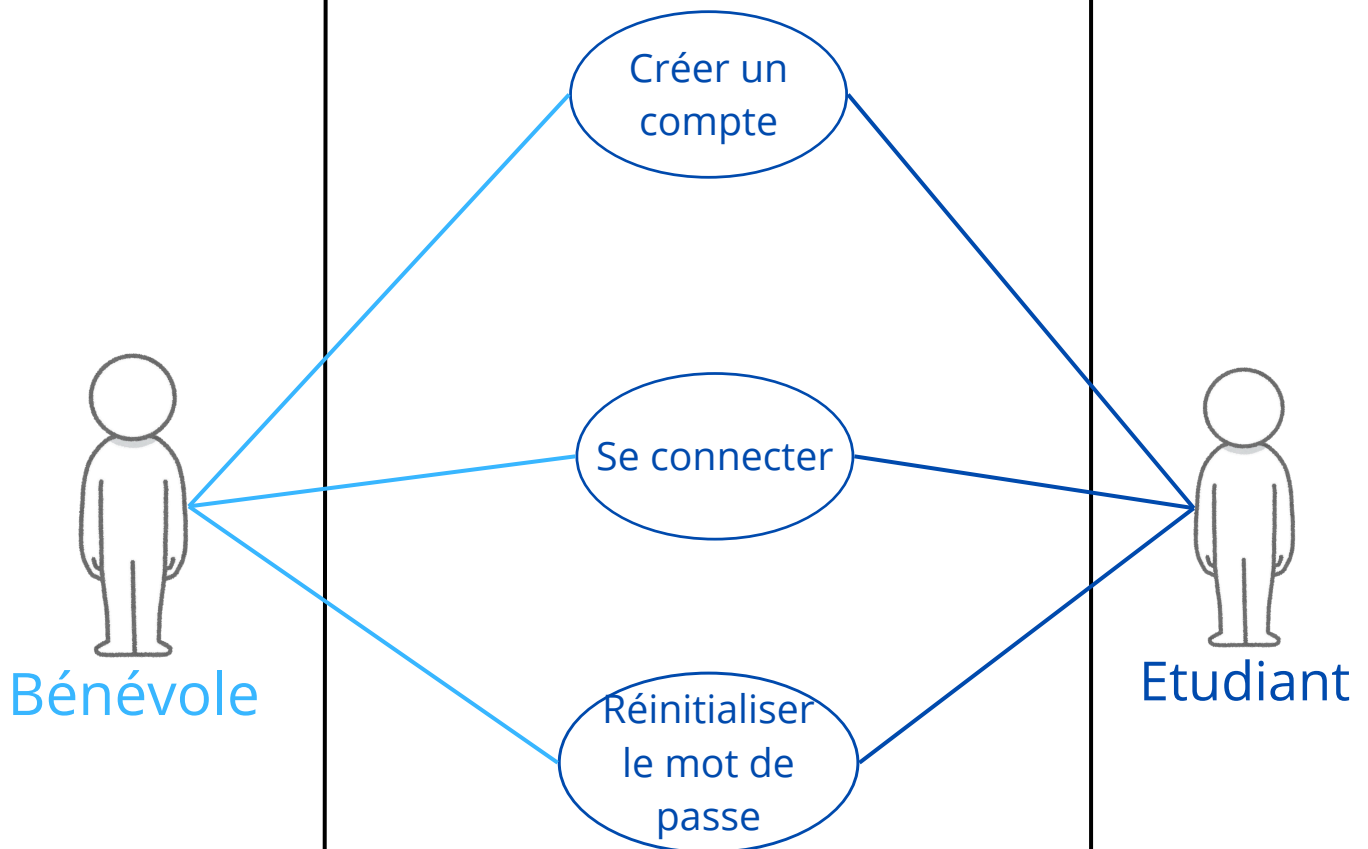 Créer un
compte
Se connecter
Bénévole
Etudiant
Réinitialiser
le mot de
passe